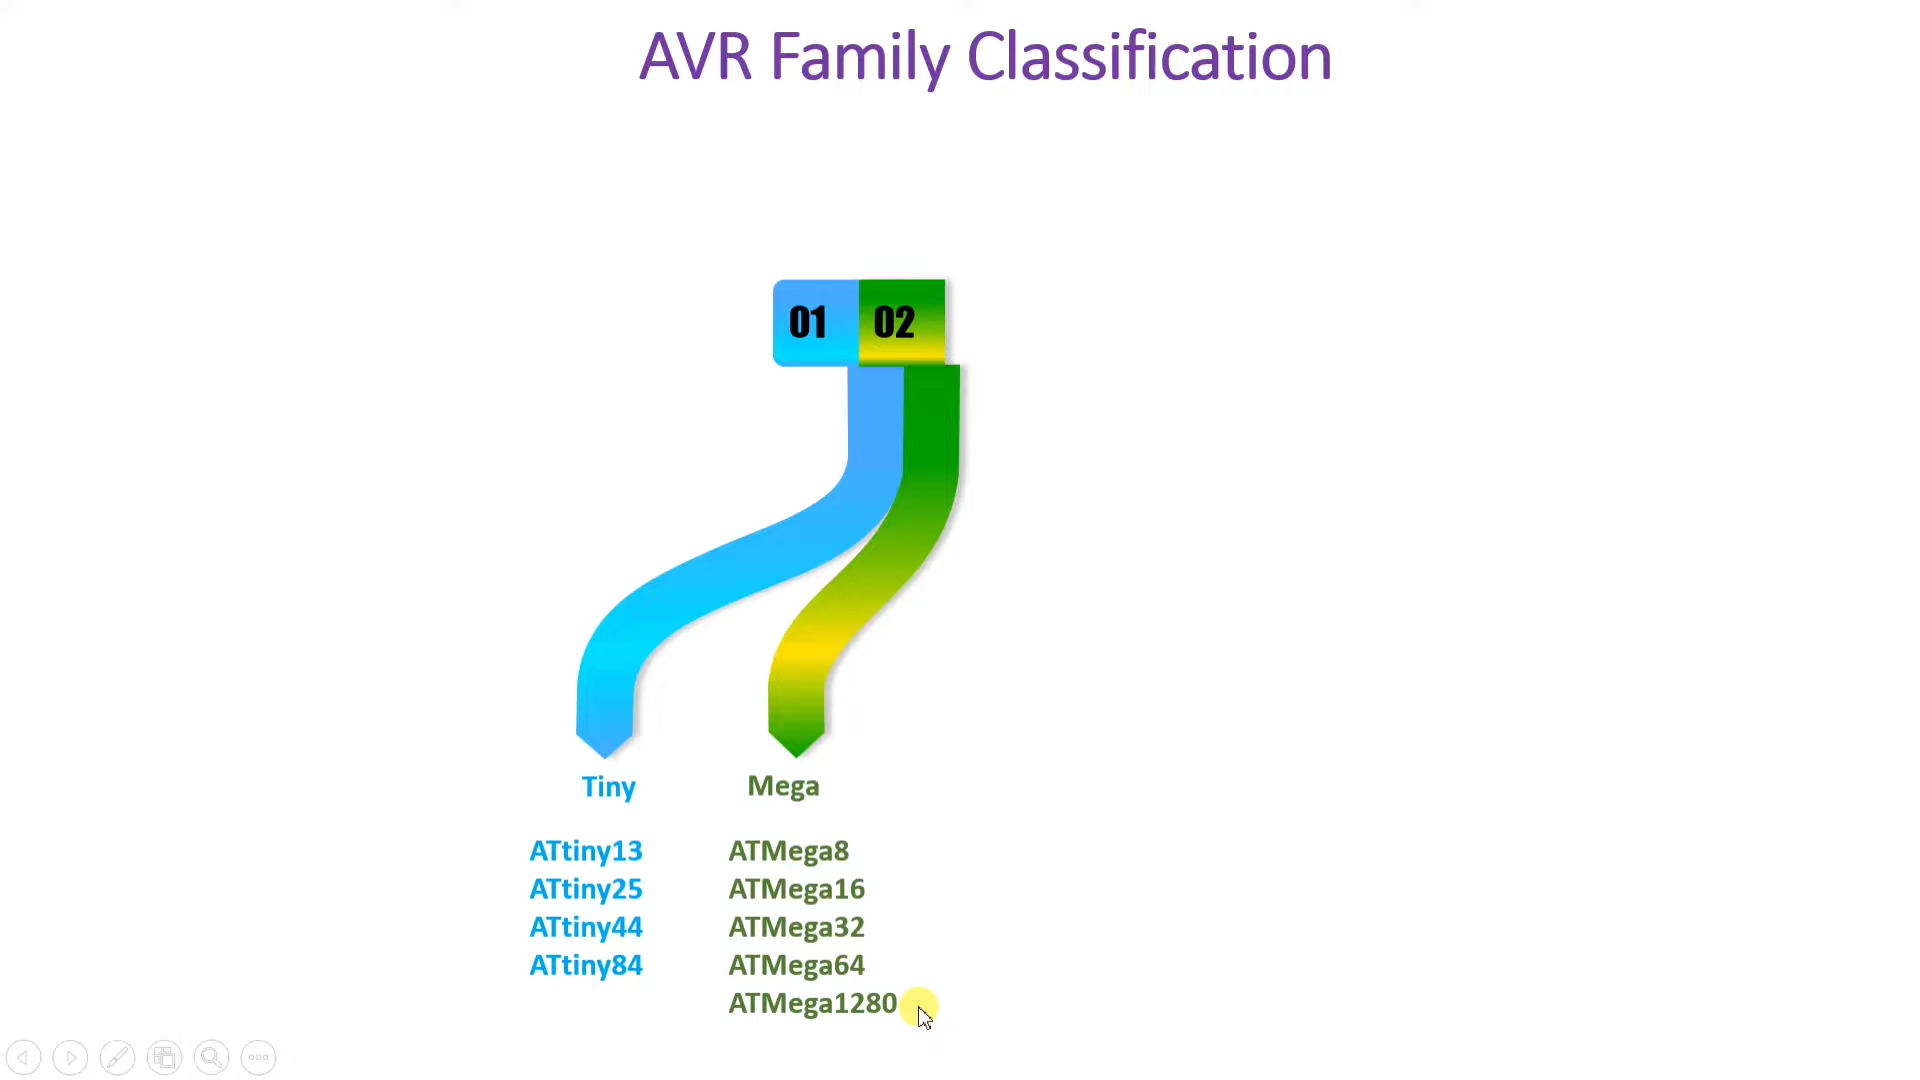 AVR Family Classification
01 02
Tiny
ATtiny13
ATtiny25
ATtiny44
ATtiny84
Mega
ATMega8
ATMega16
ATMega32
ATMega64
ATMega1280